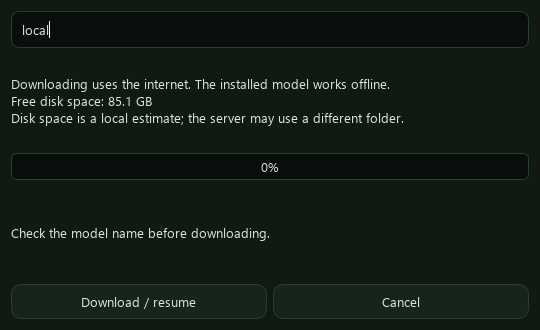 local
Downloading uses the internet. The installed model works offline.
Free disk space: 85.1 GB
Disk space is a local estimate; the server may use a different folder.
0%
Check the model name before downloading.
Download / resume
Cancel